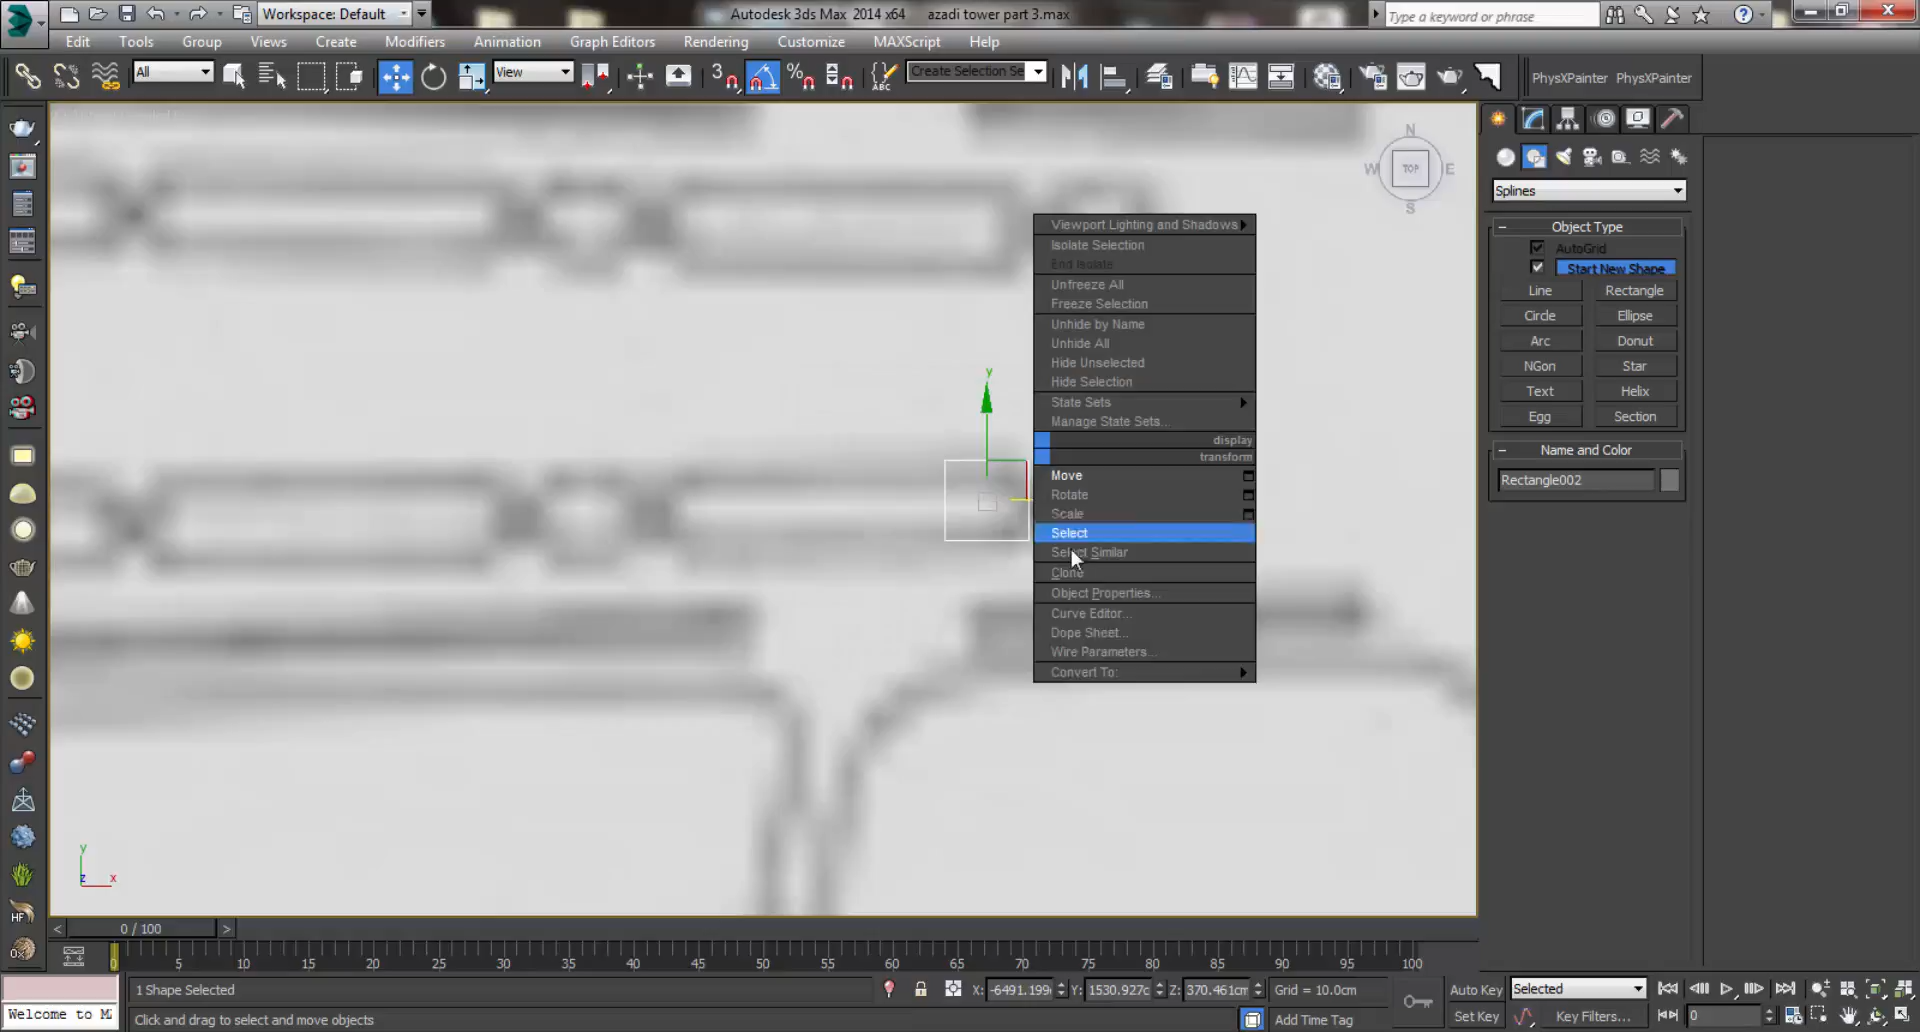 Workspace: Default
Autodesk 3ds Max  2014 x64    azadi tower part 3.max
Type a keyword or phrase
Edit
Tools
Group
Views
Create
Modifiers
Animation
Graph Editors
Rendering
Customize
MAXScript
Help
All
View
3
ABC
Create Selection Se
PhysXPainter
PhysXPainter
N
W
TOP
E
S
Splines
Object Type
AutoGrid
Start New Shape
Line
Rectangle
Circle
Ellipse
Arc
Donut
NGon
Star
Text
Helix
Egg
Section
Name and Color
Rectangle002
Viewport Lighting and Shadows
Isolate Selection
End Isolate
Unfreeze All
Freeze Selection
Unhide by Name
Unhide All
Hide Unselected
Hide Selection
State Sets
Manage State Sets...
display
transform
Move
Rotate
Scale
Select
Select Similar
Clone
Object Properties...
Curve Editor...
Dope Sheet...
Wire Parameters...
Convert To:
y
y
z
x
HF
0 / 100
0
5
10
15
20
25
30
35
40
45
50
55
60
65
70
75
80
85
90
95
100
1 Shape Selected
X: -6491.199
Y: 1530.927c
Z: 370.461cm
Grid = 10.0cm
Auto Key
Selected
Welcome to M
Click and drag to select and move objects
Add Time Tag
Set Key
Key Filters...
0